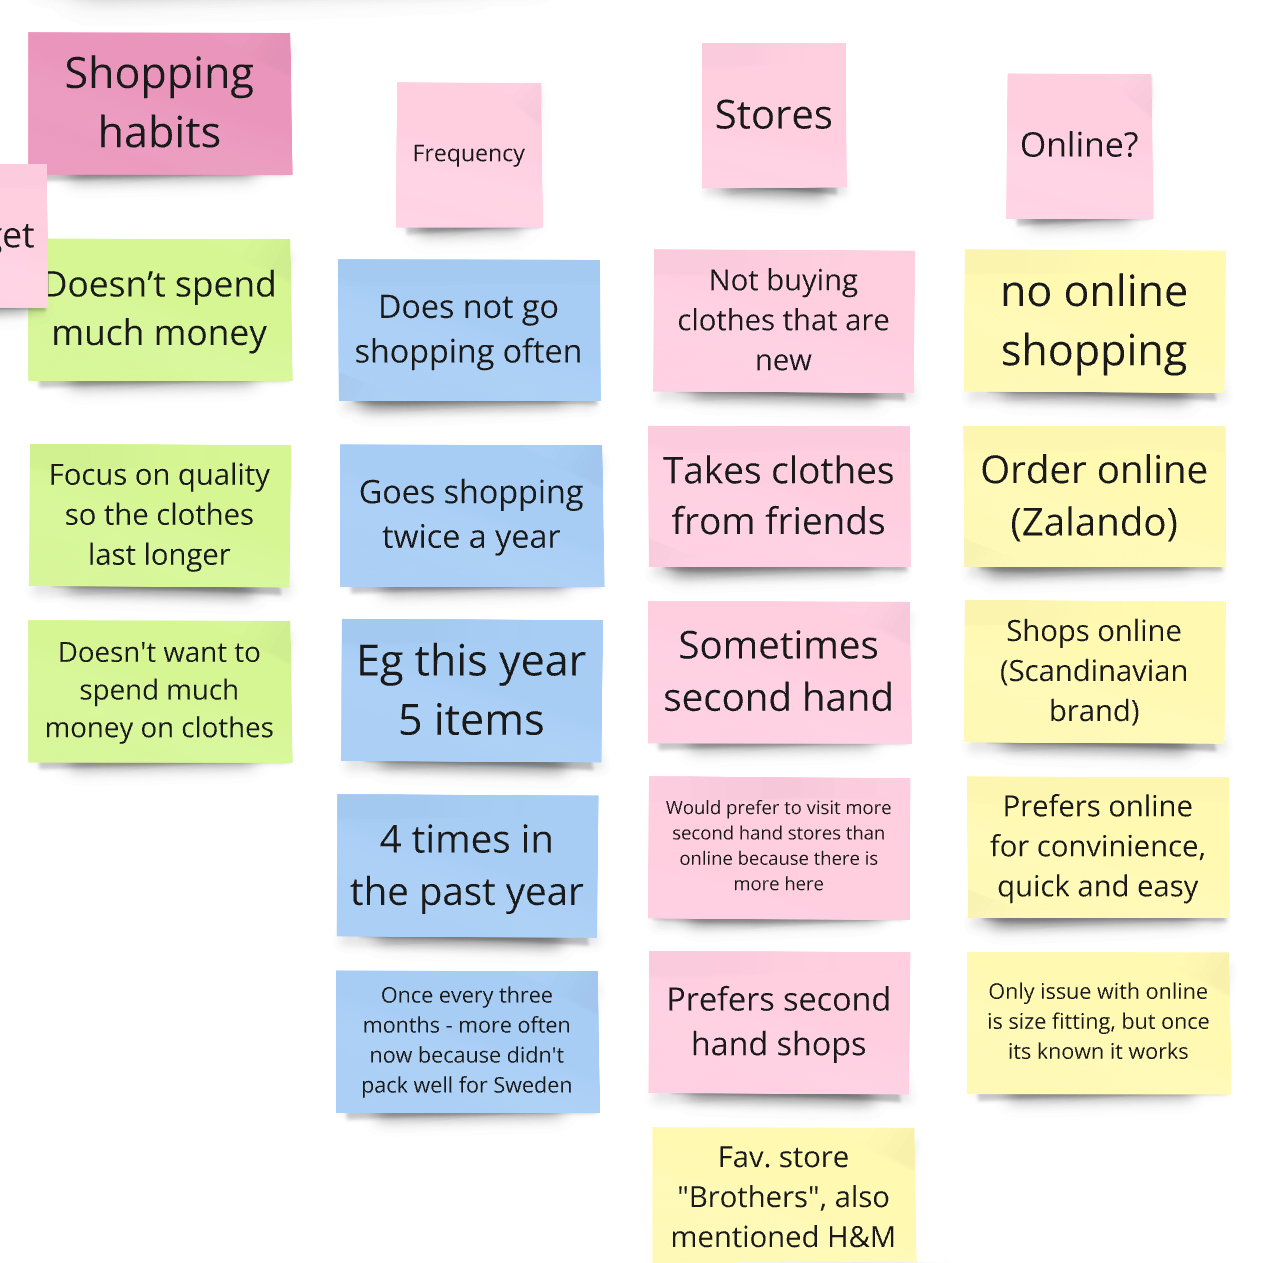 Shopping
habits
get
Doesn’t spend
much money
Focus on quality
so the clothes
last longer
Doesn't want to
spend much
money on clothes
Frequency
Does not go
shopping often
Goes shopping
twice a year
Eg this year
5 items
4 times in
the past year
Once every three
months - more often
now because didn't
pack well for Sweden
Stores
Not buying
clothes that are
new
Takes clothes
from friends
Sometimes
second hand
Would prefer to visit more
second hand stores than
online because there is
more here
Prefers second
hand shops
Fav. store
"Brothers", also
mentioned H&M
Online?
no online
shopping
Order online
(Zalando)
Shops online
(Scandinavian
brand)
Prefers online
for convinience,
quick and easy
Only issue with online
is size fitting, but once
its known it works